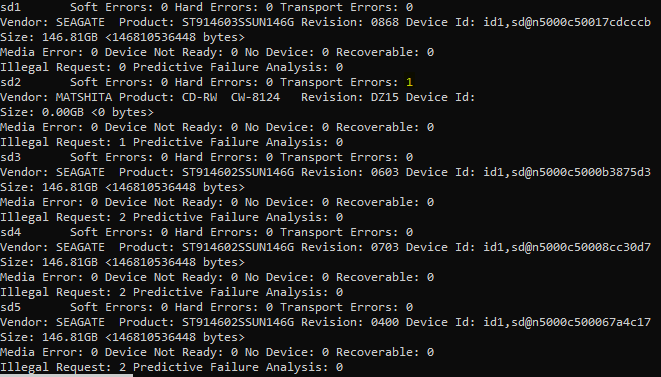 sd1       Soft Errors: 0 Hard Errors: 0 Transport Errors: 0
Vendor: SEAGATE  Product: ST914603SSUN146G Revision: 0868 Device Id: id1,sd@n5000c50017cdcccb
Size: 146.81GB <146810536448 bytes>
Media Error: 0 Device Not Ready: 0 No Device: 0 Recoverable: 0
Illegal Request: 0 Predictive Failure Analysis: 0
sd2       Soft Errors: 0 Hard Errors: 0 Transport Errors: 1
Vendor: MATSHITA Product: CD-RW  CW-8124   Revision: DZ15 Device Id:
Size: 0.00GB <0 bytes>
Media Error: 0 Device Not Ready: 0 No Device: 0 Recoverable: 0
Illegal Request: 1 Predictive Failure Analysis: 0
sd3       Soft Errors: 0 Hard Errors: 0 Transport Errors: 0
Vendor: SEAGATE  Product: ST914602SSUN146G Revision: 0603 Device Id: id1,sd@n5000c5000b3875d3
Size: 146.81GB <146810536448 bytes>
Media Error: 0 Device Not Ready: 0 No Device: 0 Recoverable: 0
Illegal Request: 2 Predictive Failure Analysis: 0
sd4       Soft Errors: 0 Hard Errors: 0 Transport Errors: 0
Vendor: SEAGATE  Product: ST914602SSUN146G Revision: 0703 Device Id: id1,sd@n5000c50008cc30d7
Size: 146.81GB <146810536448 bytes>
Media Error: 0 Device Not Ready: 0 No Device: 0 Recoverable: 0
Illegal Request: 2 Predictive Failure Analysis: 0
sd5       Soft Errors: 0 Hard Errors: 0 Transport Errors: 0
Vendor: SEAGATE  Product: ST914602SSUN146G Revision: 0400 Device Id: id1,sd@n5000c500067a4c17
Size: 146.81GB <146810536448 bytes>
Media Error: 0 Device Not Ready: 0 No Device: 0 Recoverable: 0
Illegal Request: 2 Predictive Failure Analysis: 0